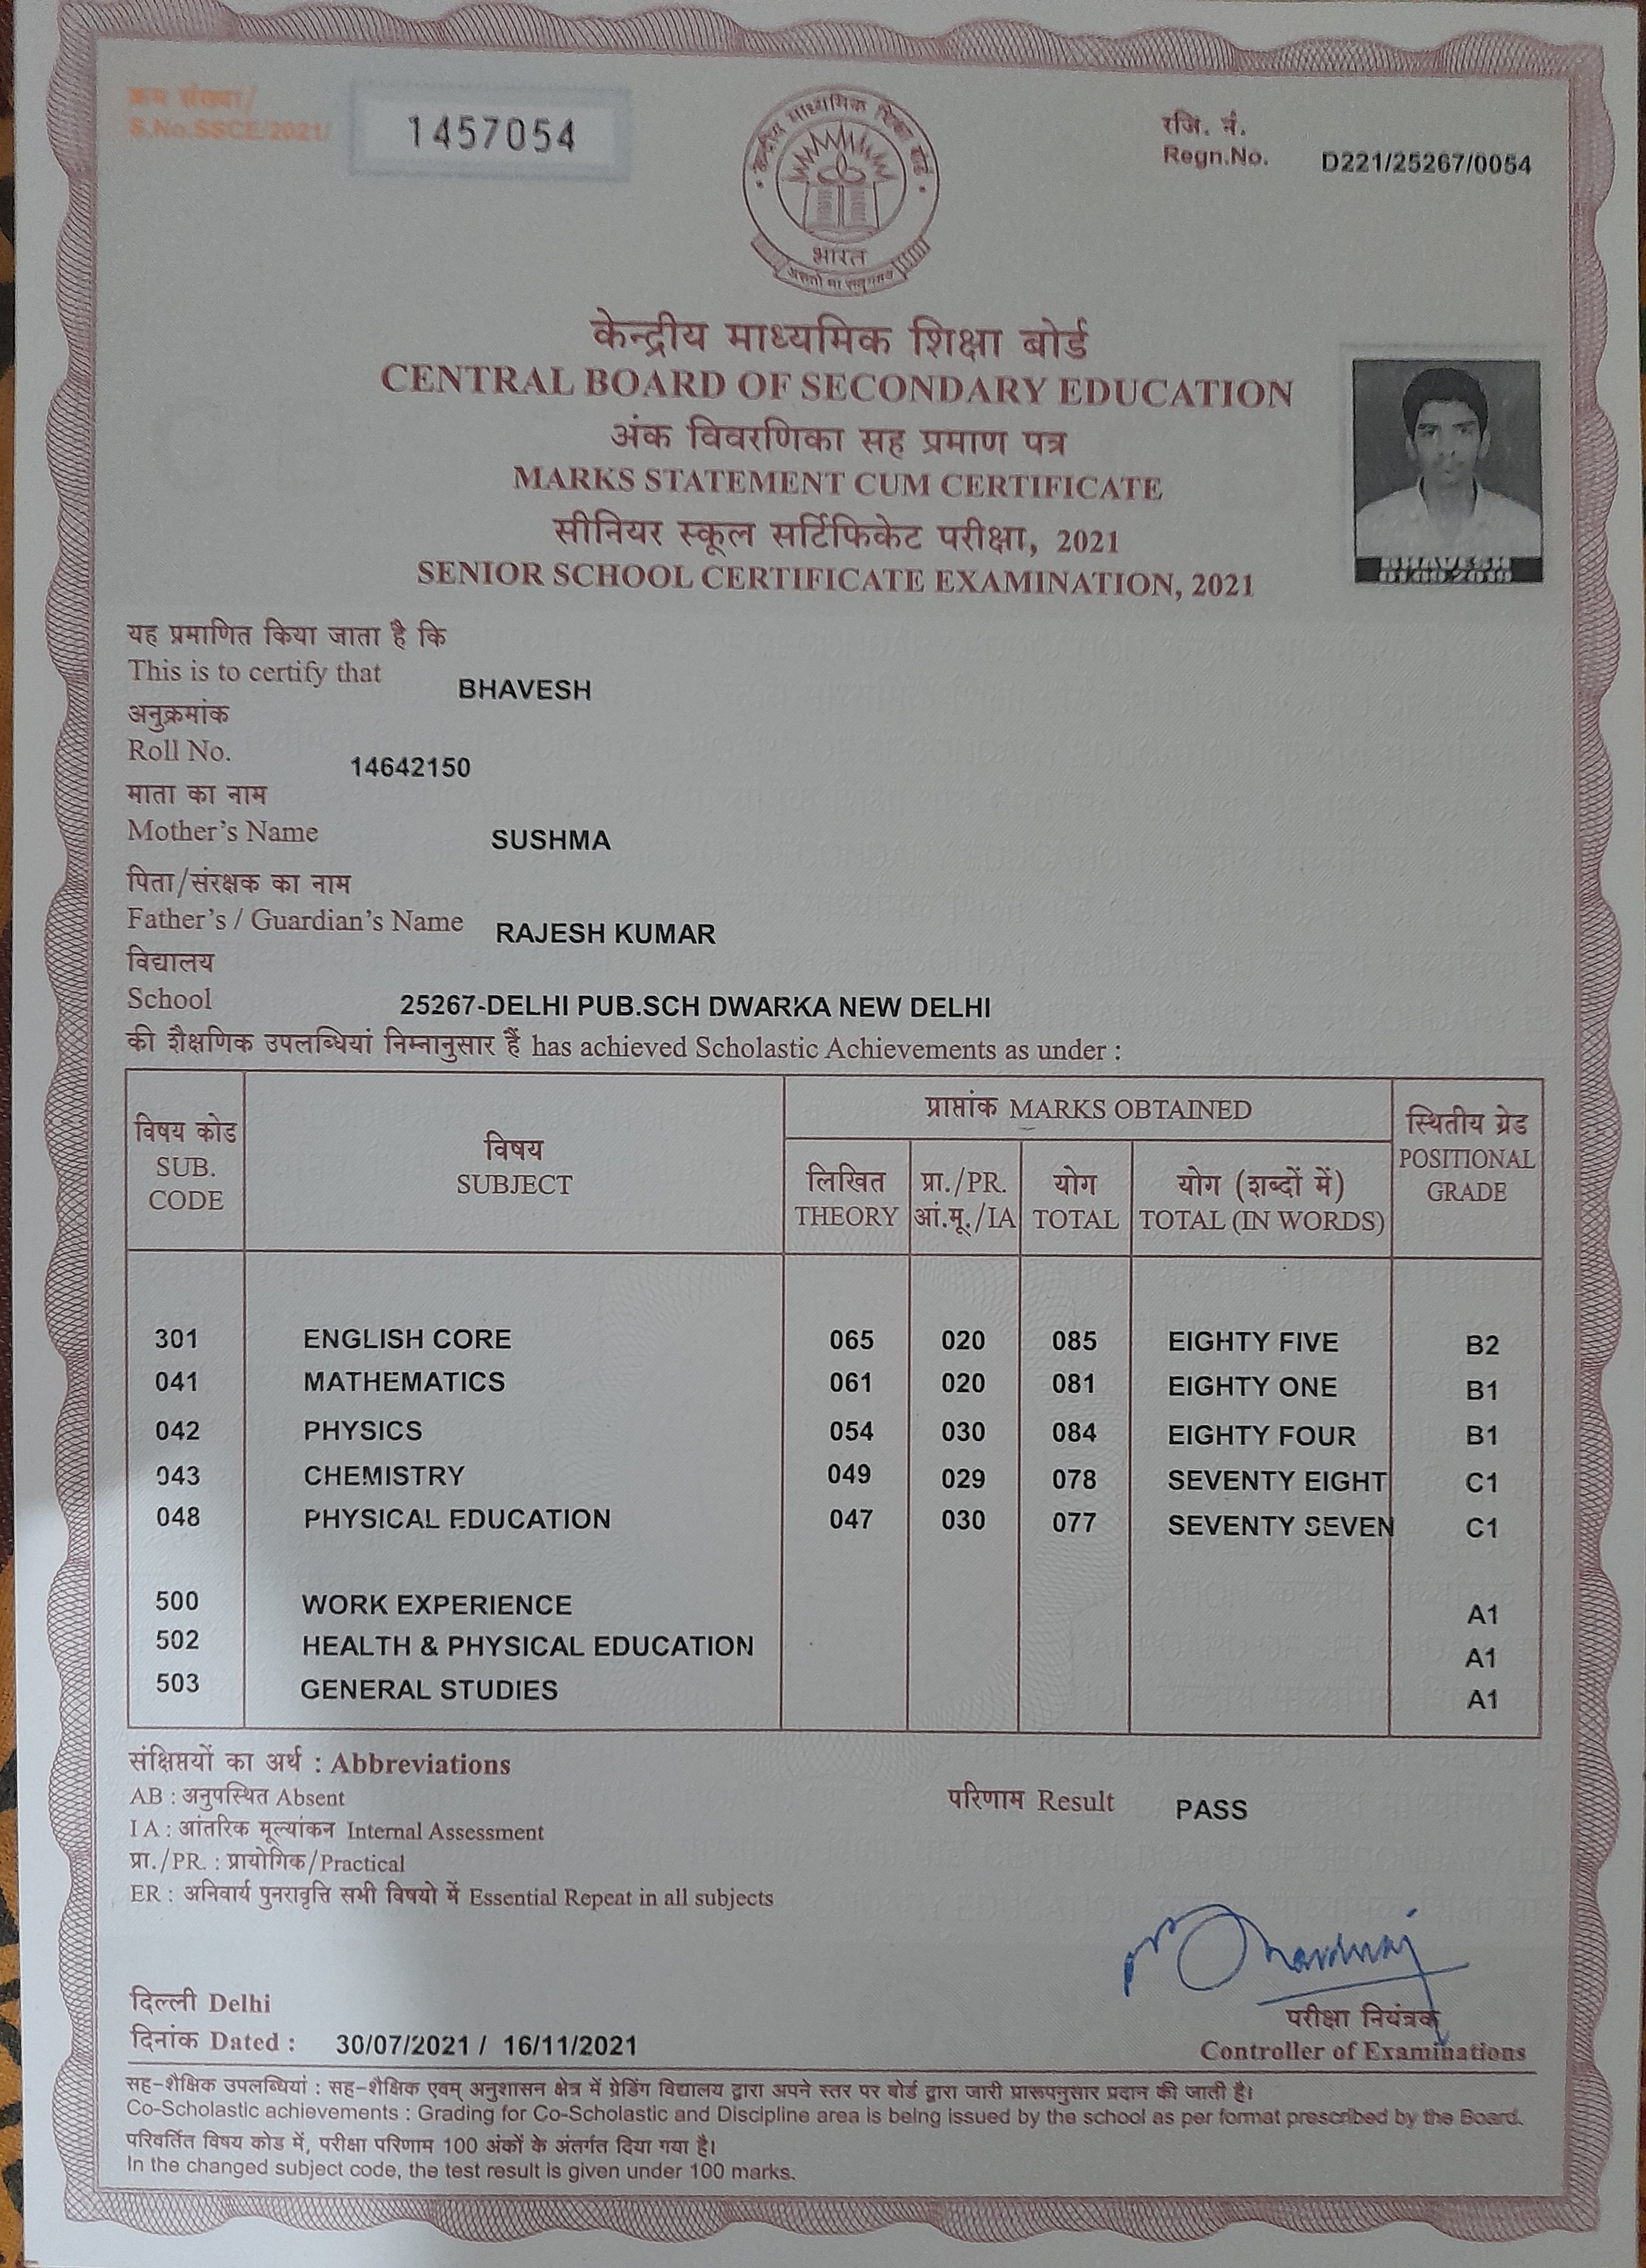 क्रम संख्या/
S.No.SSCE/2021/ 1457054
रजि. नं.
Regn.No. D221/25267/0054
केन्द्रीय माध्यमिक शिक्षा बोर्ड
भारत
असतो मा सद्गमय
केन्द्रीय माध्यमिक शिक्षा बोर्ड
CENTRAL BOARD OF SECONDARY EDUCATION
अंक विवरणिका सह प्रमाण पत्र
MARKS STATEMENT CUM CERTIFICATE
सीनियर स्कूल सर्टिफिकेट परीक्षा, 2021
SENIOR SCHOOL CERTIFICATE EXAMINATION, 2021
BHAVESH
यह प्रमाणित किया जाता है कि
This is to certify that BHAVESH
अनुक्रमांक
Roll No. 14642150
माता का नाम
Mother's Name SUSHMA
पिता/संरक्षक का नाम
Father's / Guardian's Name RAJESH KUMAR
विद्यालय
School 25267-DELHI PUB.SCH DWARKA NEW DELHI
की शैक्षणिक उपलब्धियां निम्नानुसार हैं has achieved Scholastic Achievements as under :
विषय कोड
SUB.
CODE
विषय
SUBJECT
प्राप्तांक MARKS OBTAINED
लिखित
THEORY
प्रा./PR.
आं.मू./IA
योग
TOTAL
योग (शब्दों में)
TOTAL (IN WORDS)
स्थितीय ग्रेड
POSITIONAL
GRADE
301 ENGLISH CORE 065 020 085 EIGHTY FIVE B2
041 MATHEMATICS 061 020 081 EIGHTY ONE B1
042 PHYSICS 054 030 084 EIGHTY FOUR B1
043 CHEMISTRY 049 029 078 SEVENTY EIGHT C1
048 PHYSICAL EDUCATION 047 030 077 SEVENTY SEVEN C1
500 WORK EXPERIENCE A1
502 HEALTH & PHYSICAL EDUCATION A1
503 GENERAL STUDIES A1
संक्षिप्तयों का अर्थ : Abbreviations
AB : अनुपस्थित Absent
IA : आंतरिक मूल्यांकन Internal Assessment
प्रा./PR. : प्रायोगिक/Practical
ER : अनिवार्य पुनरावृत्ति सभी विषयो में Essential Repeat in all subjects
परिणाम Result PASS
दिल्ली Delhi
दिनांक Dated : 30/07/2021 / 16/11/2021
परीक्षा नियंत्रक
Controller of Examinations
सह-शैक्षिक उपलब्धियां : सह-शैक्षिक एवम् अनुशासन क्षेत्र में ग्रेडिंग विद्यालय द्वारा अपने स्तर पर बोर्ड द्वारा जारी प्रारूपनुसार प्रदान की जाती है।
Co-Scholastic achievements : Grading for Co-Scholastic and Discipline area is being issued by the school as per format prescribed by the Board.
परिवर्तित विषय कोड में, परीक्षा परिणाम 100 अंकों के अंतर्गत दिया गया है।
In the changed subject code, the test result is given under 100 marks.